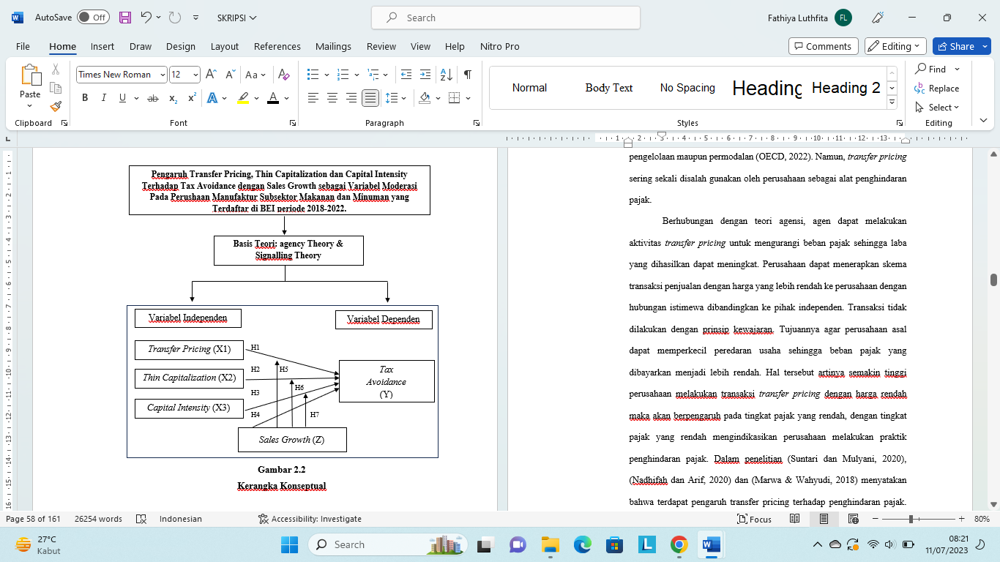 AutoSave
Off
SKRIPSI
Search
Fathiya Luthfita
FL
File
Home
Insert
Draw
Design
Layout
References
Mailings
Review
View
Help
Nitro Pro
Comments
Editing
Share
Paste
Clipboard
Times New Roman
12
Font
Paragraph
Normal
Body Text
No Spacing
Heading
Heading 2
Styles
Find
Replace
Select
Editing
Pengaruh Transfer Pricing, Thin Capitalization dan Capital Intensity
Terhadap Tax Avoidance dengan Sales Growth sebagai Variabel Moderasi
Pada Perushaan Manufaktur Subsektor Makanan dan Minuman yang
Terdaftar di BEI periode 2018-2022.
Basis Teori: agency Theory &
Signalling Theory
Variabel Independen
Variabel Dependen
Transfer Pricing (X1)
Thin Capitalization (X2)
Capital Intensity (X3)
H1
H2
H3
H4
H5
H6
H7
Tax
Avoidance
(Y)
Sales Growth (Z)
Gambar 2.2
Kerangka Konseptual
pengelolaan maupun permodalan (OECD, 2022). Namun, transfer pricing
sering sekali disalah gunakan oleh perusahaan sebagai alat penghindaran
pajak.
Berhubungan dengan teori agensi, agen dapat melakukan
aktivitas transfer pricing untuk mengurangi beban pajak sehingga laba
yang dihasilkan dapat meningkat. Perusahaan dapat menerapkan skema
transaksi penjualan dengan harga yang lebih rendah ke perusahaan dengan
hubungan istimewa dibandingkan ke pihak independen. Transaksi tidak
dilakukan dengan prinsip kewajaran. Tujuannya agar perusahaan asal
dapat memperkecil peredaran usaha sehingga beban pajak yang
dibayarkan menjadi lebih rendah. Hal tersebut artinya semakin tinggi
perusahaan melakukan transaksi transfer pricing dengan harga rendah
maka akan berpengaruh pada tingkat pajak yang rendah, dengan tingkat
pajak yang rendah mengindikasikan perusahaan melakukan praktik
penghindaran pajak. Dalam penelitian (Suntari dan Mulyani, 2020),
(Nadhifah dan Arif, 2020) dan (Marwa & Wahyudi, 2018) menyatakan
bahwa terdapat pengaruh transfer pricing terhadap penghindaran pajak.
Page 58 of 161
26254 words
Indonesian
Accessibility: Investigate
Focus
80%
27°C
Kabut
Search
08:21
11/07/2023